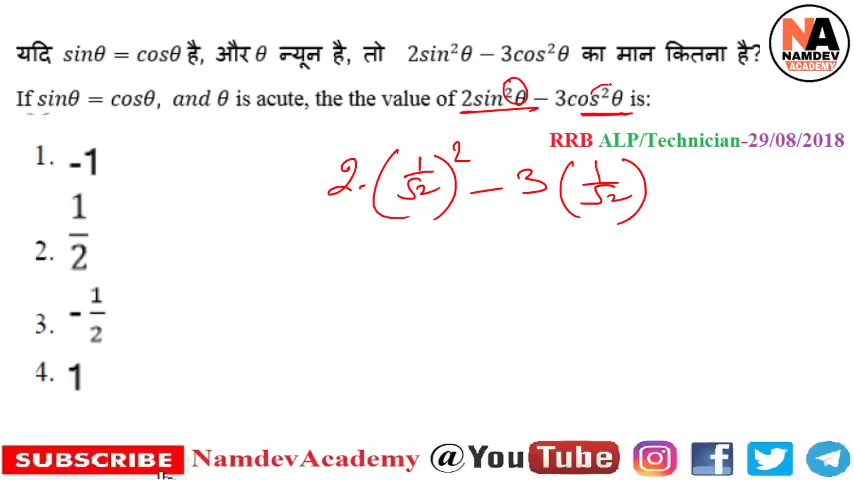 NA
NAMDEV
ACADEMY
यदि sinθ = cosθ है, और θ न्यून है, तो 2sin²θ − 3cos²θ का मान कितना है?
If sinθ = cosθ, and θ is acute, the the value of 2sin²θ − 3cos²θ is:
RRB ALP/Technician-29/08/2018
2.(1/√2)² − 3(1/√2)
1. -1
2. 1/2
3. - 1/2
4. 1
SUBSCRIBE NamdevAcademy @YouTube